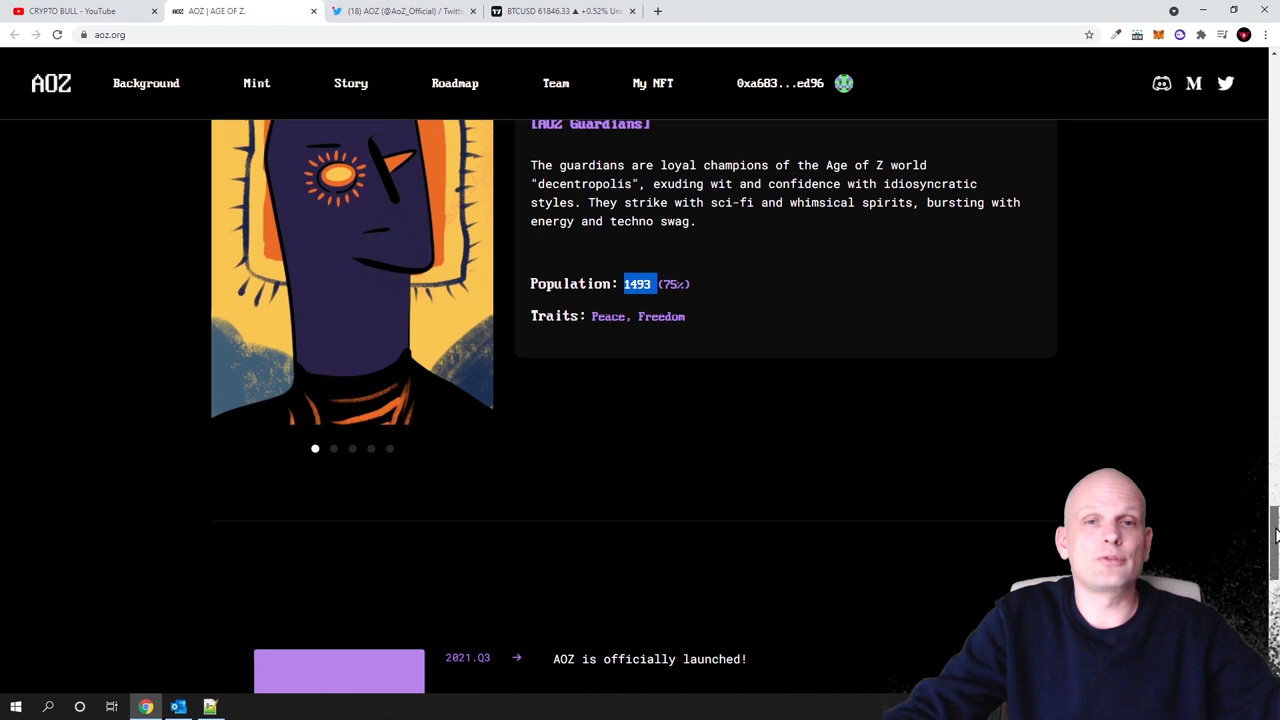 CRYPTO BULL - YouTube
AOZ | AGE OF Z.
(18) AOZ (@AoZ_Official) / Twitt
BTCUSD 61846.33 ▲ +0.52% Un
aoz.org
AOZ
Background
Mint
Story
Roadmap
Team
My NFT
0xa683...ed96
[AOZ Guardians]
The guardians are loyal champions of the Age of Z world
"decentropolis", exuding wit and confidence with idiosyncratic
styles. They strike with sci-fi and whimsical spirits, bursting with
energy and techno swag.
Population: 1493 (75%)
Traits: Peace, Freedom
2021.Q3 → AOZ is officially launched!